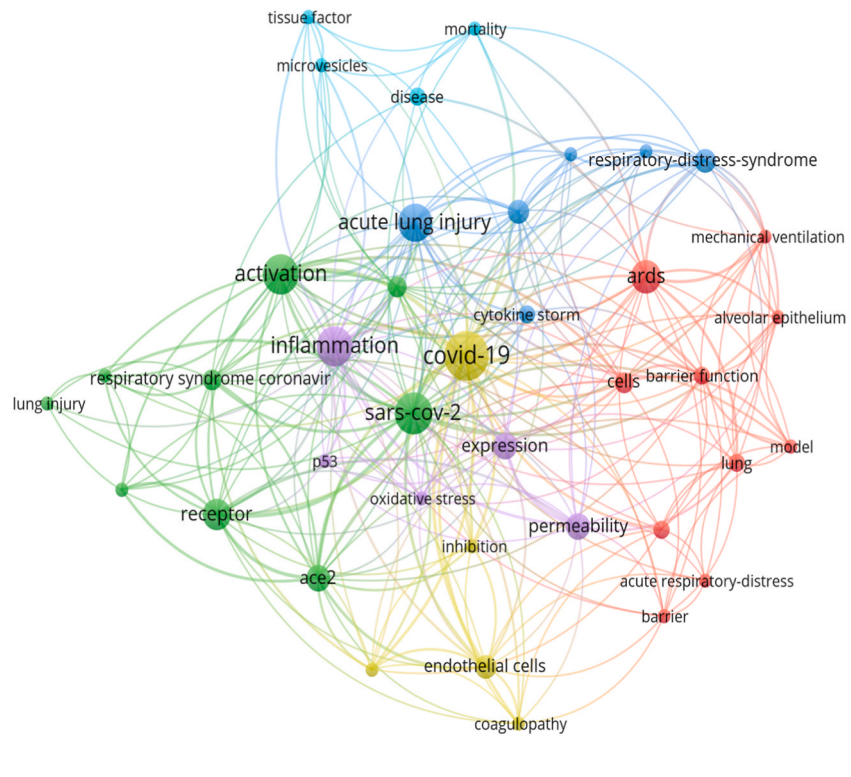 tissue factor
mortality
microvesicles
disease
respiratory-distress-syndrome
acute lung injury
mechanical ventilation
activation
ards
cytokine storm
alveolar epithelium
inflammation
covid-19
respiratory syndrome coronavir
cells
barrier function
lung injury
sars-cov-2
expression
model
p53
lung
oxidative stress
receptor
permeability
inhibition
ace2
acute respiratory-distress
barrier
endothelial cells
coagulopathy